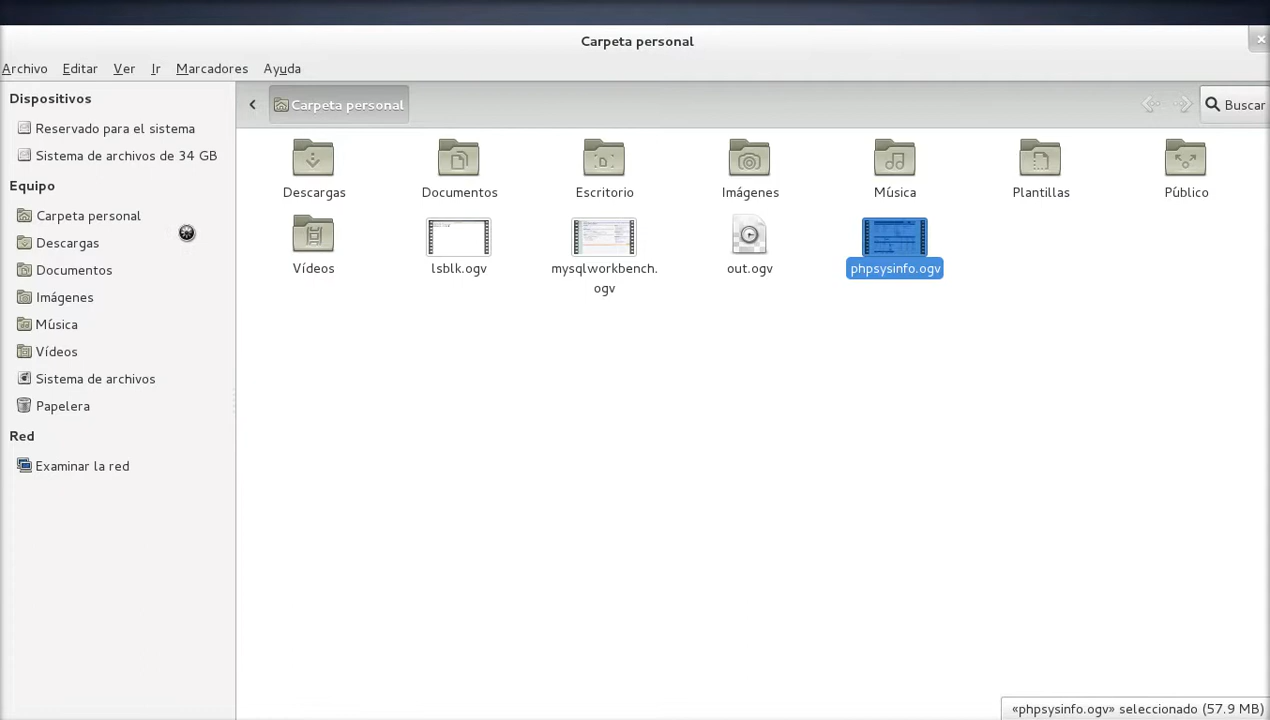 Carpeta personal
Archivo Editar Ver Ir Marcadores Ayuda
Dispositivos
Reservado para el sistema
Sistema de archivos de 34 GB
Equipo
Carpeta personal
Descargas
Documentos
Imágenes
Música
Vídeos
Sistema de archivos
Papelera
Red
Examinar la red
Carpeta personal
Buscar
Descargas Documentos Escritorio Imágenes Música Plantillas Público
Vídeos lsblk.ogv mysqlworkbench. out.ogv phpsysinfo.ogv
ogv
«phpsysinfo.ogv» seleccionado (57.9 MB)